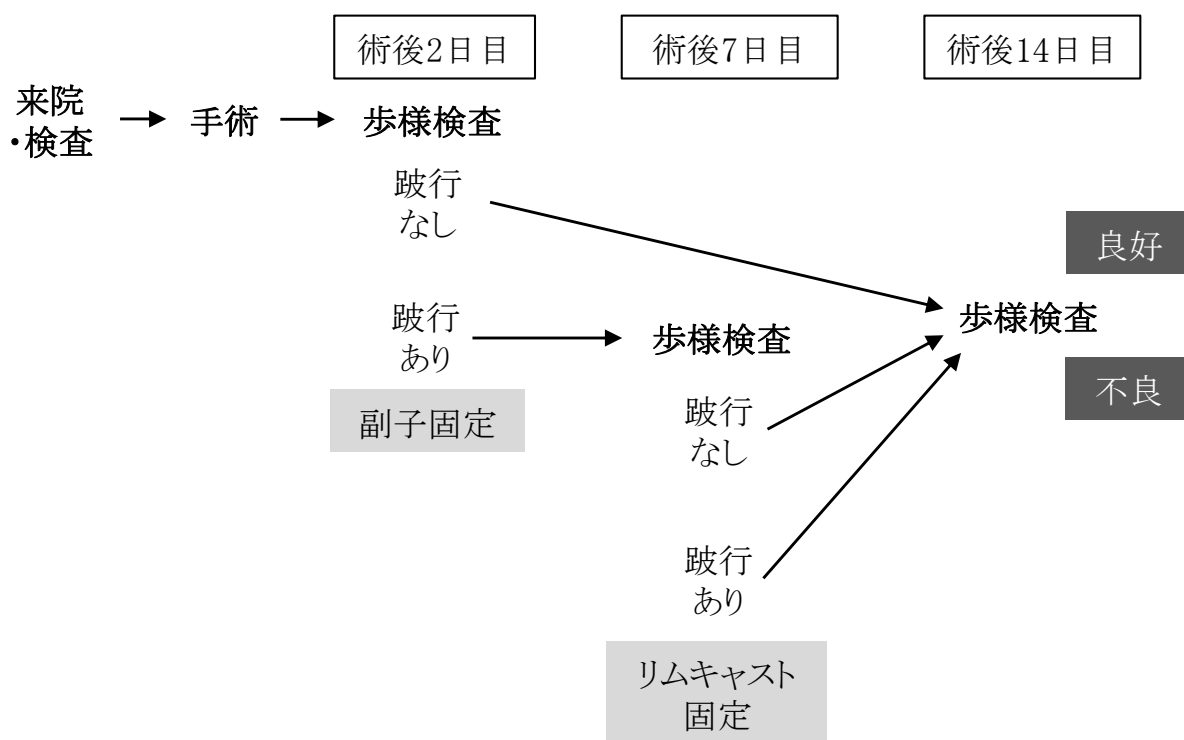 術後2日目
術後7日目
術後14日目
来院
・検査
手術
歩様検査
跛行
なし
良好
跛行
あり
歩様検査
歩様検査
不良
副子固定
跛行
なし
跛行
あり
リムキャスト
固定